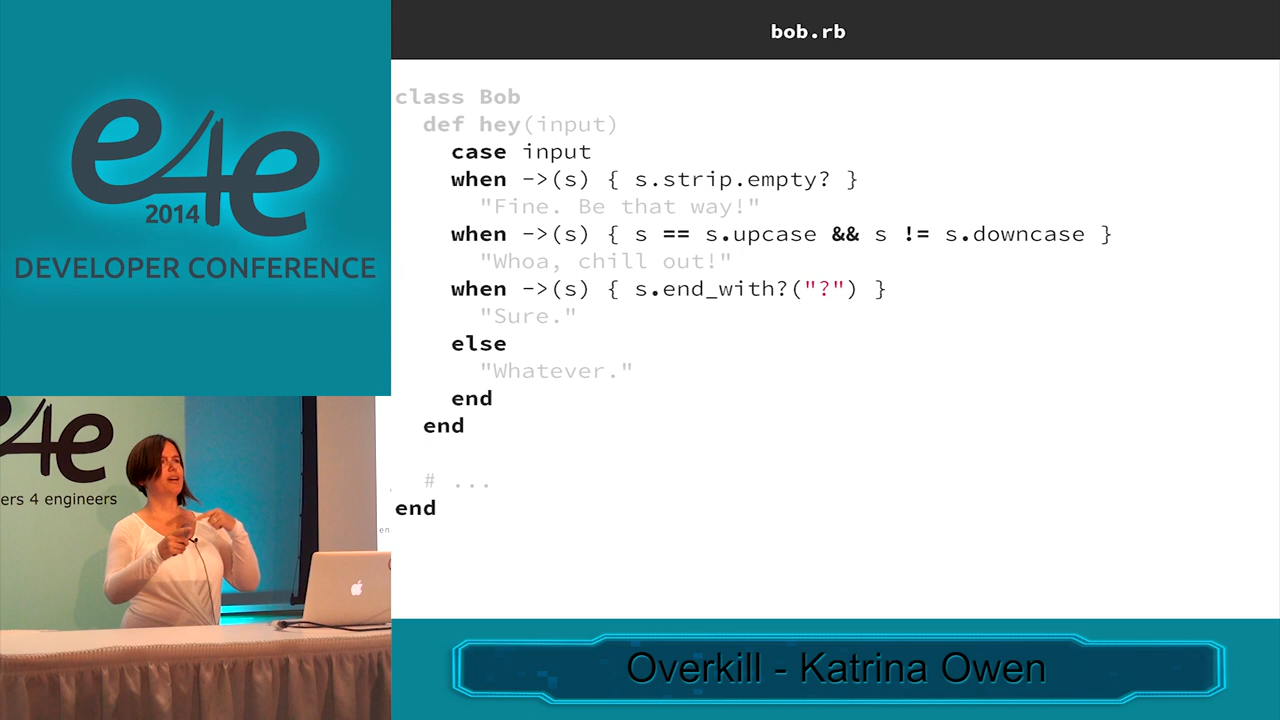 e4e
2014
DEVELOPER CONFERENCE
bob.rb
class Bob
  def hey(input)
    case input
    when ->(s) { s.strip.empty? }
      "Fine. Be that way!"
    when ->(s) { s == s.upcase && s != s.downcase }
      "Whoa, chill out!"
    when ->(s) { s.end_with?("?") }
      "Sure."
    else
      "Whatever."
    end
  end
  # ...
end
e4e
ers 4 engineers
en
Overkill - Katrina Owen